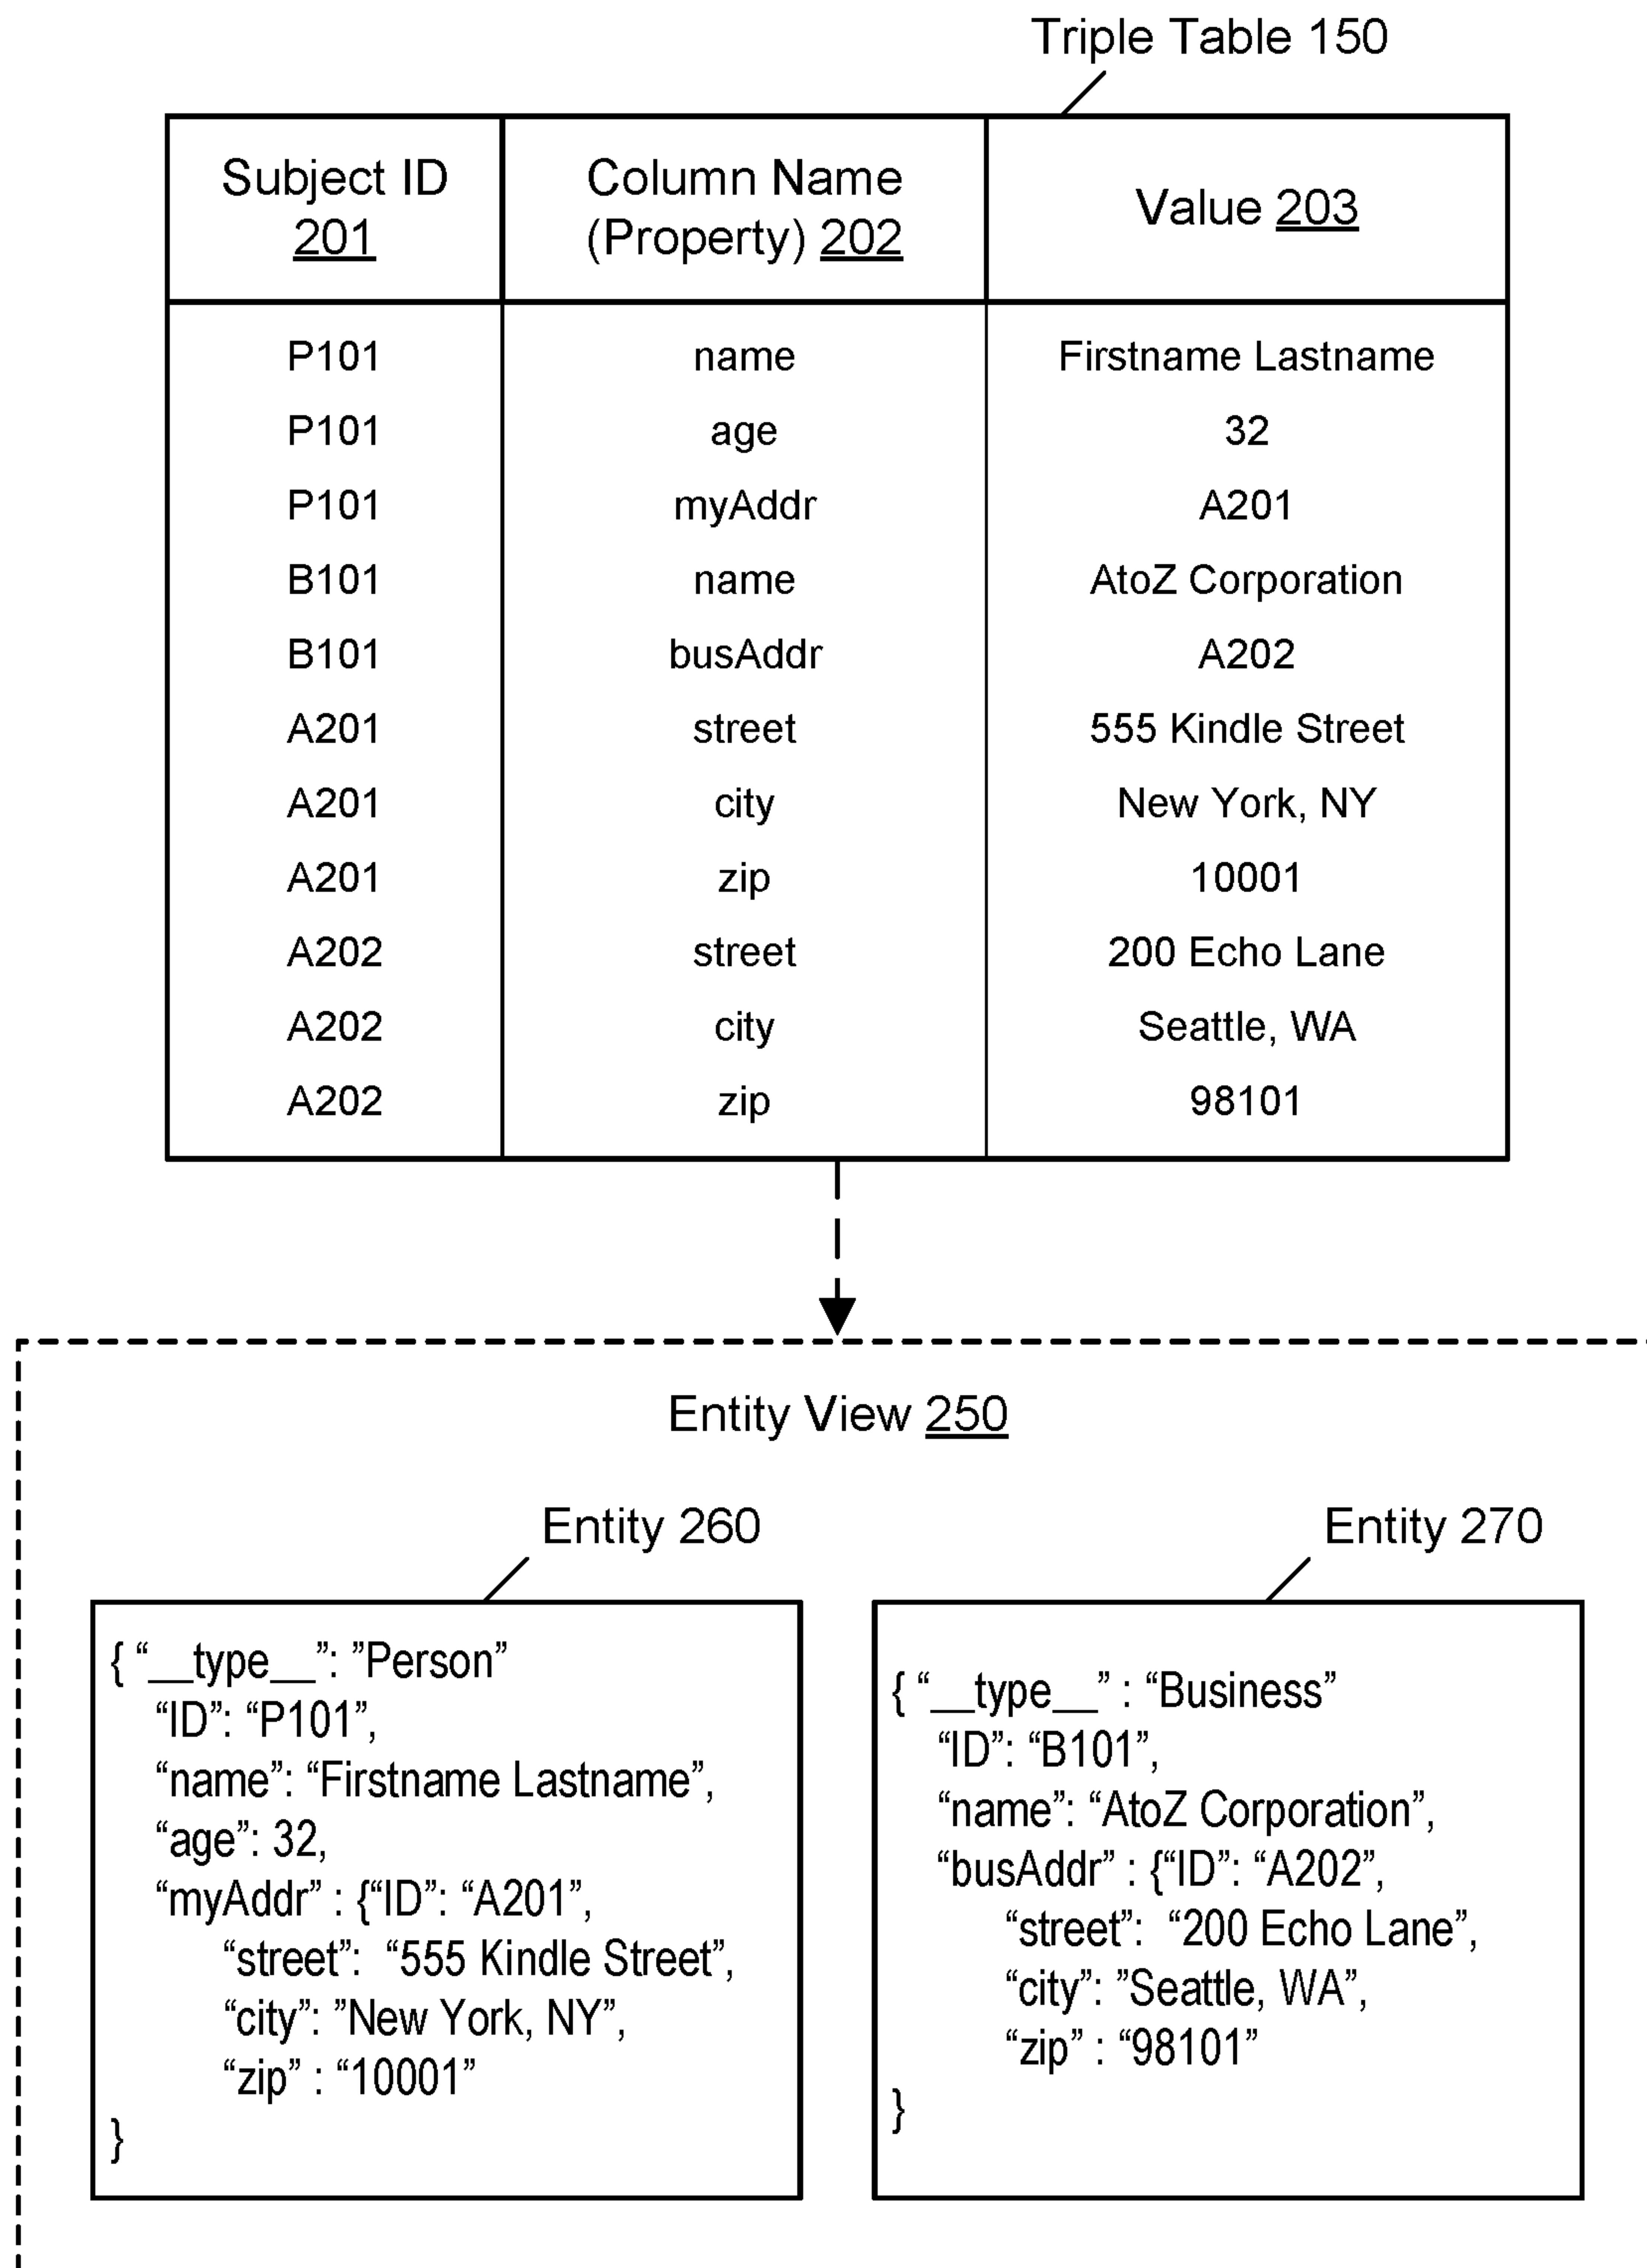 Triple Table 150
Subject ID 201 Column Name (Property) 202 Value 203
P101 name Firstname Lastname
P101 age 32
P101 myAddr A201
B101 name AtoZ Corporation
B101 busAddr A202
A201 street 555 Kindle Street
A201 city New York, NY
A201 zip 10001
A202 street 200 Echo Lane
A202 city Seattle, WA
A202 zip 98101
Entity View 250
Entity 260
{ “__type__”: ”Person”
“ID”: “P101”,
“name”: “Firstname Lastname”,
“age”: 32,
“myAddr” : {“ID”: “A201”,
“street”: “555 Kindle Street”,
“city”: ”New York, NY”,
“zip” : “10001”
}
Entity 270
{ “__type__” : “Business”
“ID”: “B101”,
“name”: “AtoZ Corporation”,
“busAddr” : {“ID”: “A202”,
“street”: “200 Echo Lane”,
“city”: ”Seattle, WA”,
“zip” : “98101”
}